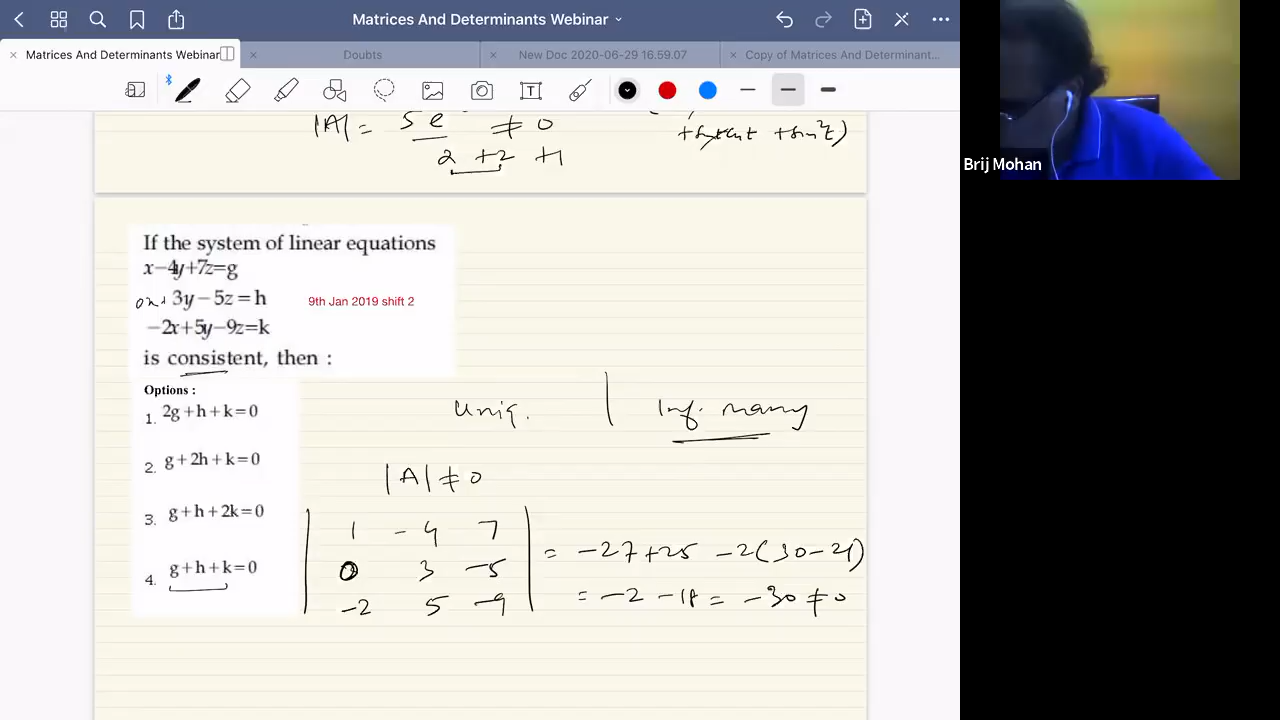 Matrices And Determinants Webinar
Matrices And Determinants Webinar
Doubts
New Doc 2020-06-29 16.59.07
Copy of Matrices And Determinant...
|A| = 5 e ≠ 0
2 +2 +1
Brij Mohan
If the system of linear equations
x−4y+7z=g
0x+ 3y−5z=h
9th Jan 2019 shift 2
−2x+5y−9z=k
is consistent, then :
Options :
1. 2g+h+k=0
2. g+2h+k=0
3. g+h+2k=0
4. g+h+k=0
Uniq. | Inf. many
|A| ≠ 0
1 -4 7
0 3 -5
-2 5 -9
= -27+25 -2(30-21)
= -2 -18 = -30 ≠ 0